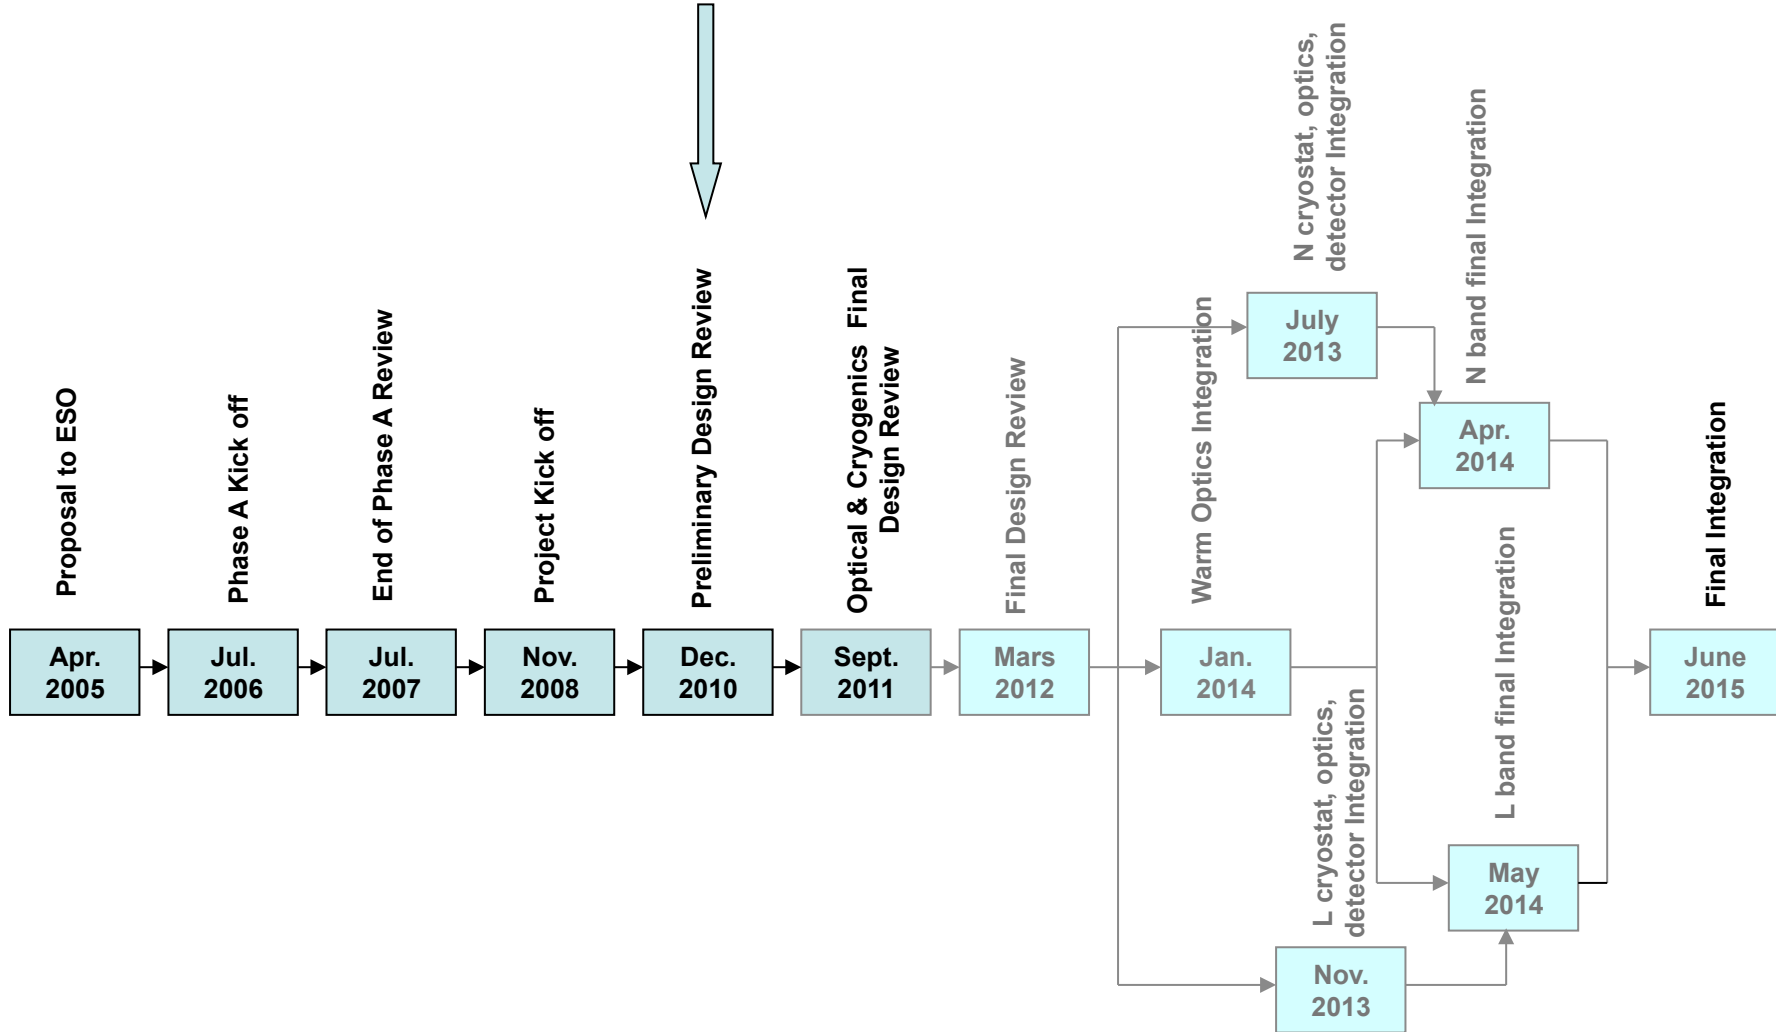 Proposal to ESO
Apr.
2005
Phase A Kick off
Jul.
2006
End of Phase A Review
Jul.
2007
Project Kick off
Nov.
2008
Preliminary Design Review
Dec.
2010
Optical & Cryogenics Final
Design Review
Sept.
2011
Final Design Review
Mars
2012
N cryostat, optics,
detector Integration
July
2013
Warm Optics Integration
Jan.
2014
L cryostat, optics,
detector Integration
Nov.
2013
N band final Integration
Apr.
2014
L band final Integration
May
2014
Final Integration
June
2015